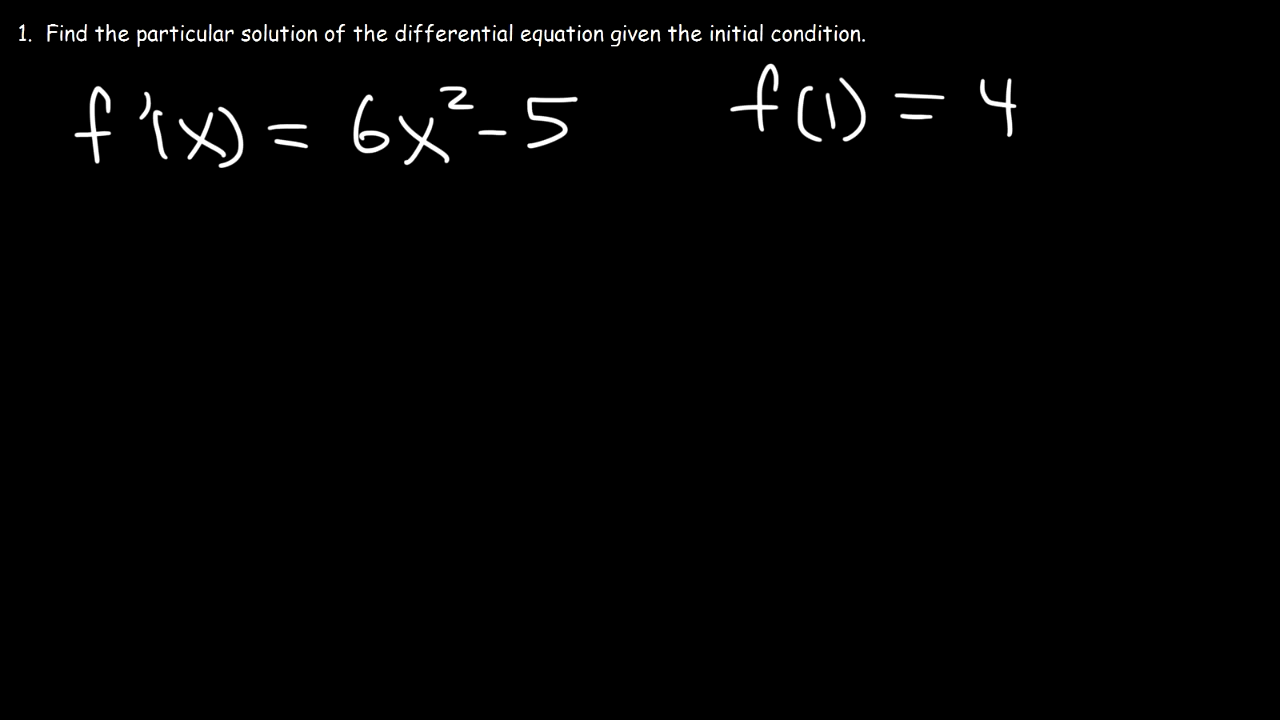 1. Find the particular solution of the differential equation given the initial condition.
f'(x) = 6x² - 5 f(1) = 4